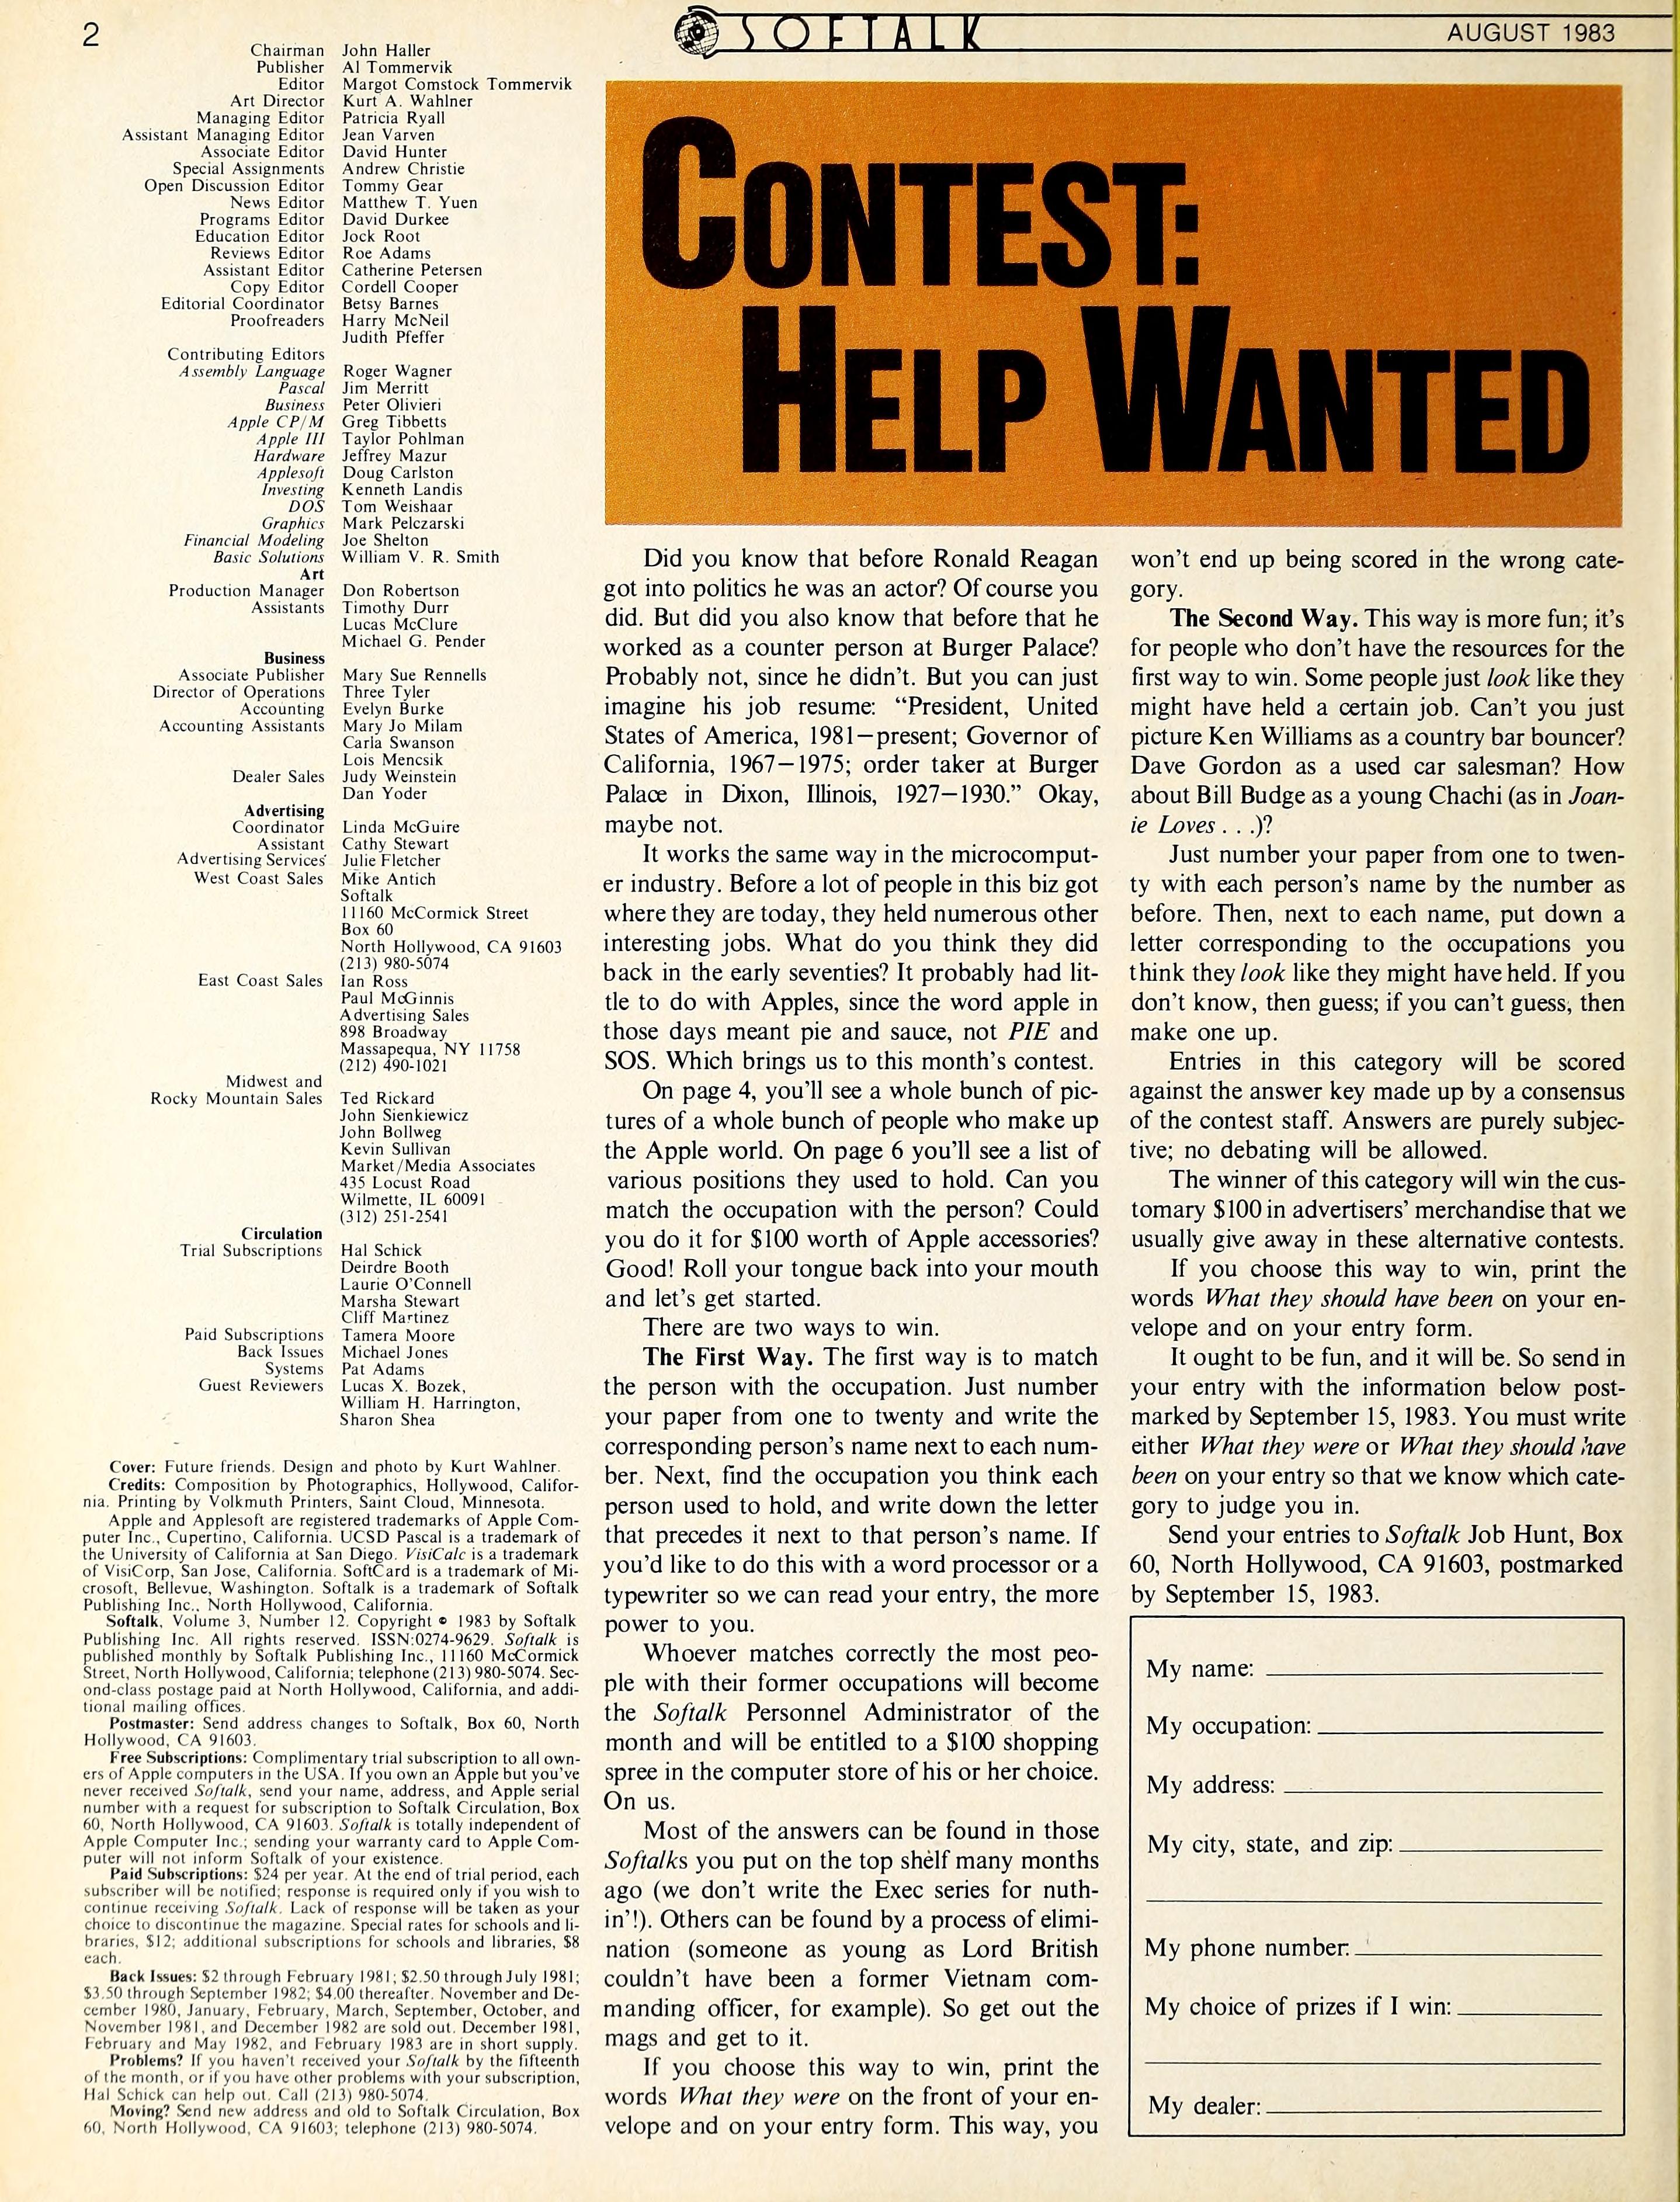 2
SOFTALK
AUGUST 1983
Chairman John Haller
Publisher Al Tommervik
Editor Margot Comstock Tommervik
Art Director Kurt A. Wahlner
Managing Editor Patricia Ryall
Assistant Managing Editor Jean Varven
Associate Editor David Hunter
Special Assignments Andrew Christie
Open Discussion Editor Tommy Gear
News Editor Matthew T. Yuen
Programs Editor David Durkee
Education Editor Jock Root
Reviews Editor Roe Adams
Assistant Editor Catherine Petersen
Copy Editor Cordell Cooper
Editorial Coordinator Betsy Barnes
Proofreaders Harry McNeil
Judith Pfeffer
Contributing Editors
Assembly Language Roger Wagner
Pascal Jim Merritt
Business Peter Olivieri
Apple CP/M Greg Tibbetts
Apple III Taylor Pohlman
Hardware Jeffrey Mazur
Applesoft Doug Carlston
Investing Kenneth Landis
DOS Tom Weishaar
Graphics Mark Pelczarski
Financial Modeling Joe Shelton
Basic Solutions William V. R. Smith
Art
Production Manager Don Robertson
Assistants Timothy Durr
Lucas McClure
Michael G. Pender
Business
Associate Publisher Mary Sue Rennells
Director of Operations Three Tyler
Accounting Evelyn Burke
Accounting Assistants Mary Jo Milam
Carla Swanson
Lois Mencsik
Dealer Sales Judy Weinstein
Dan Yoder
Advertising
Coordinator Linda McGuire
Assistant Cathy Stewart
Advertising Services Julie Fletcher
West Coast Sales Mike Antich
Softalk
11160 McCormick Street
Box 60
North Hollywood, CA 91603
(213) 980-5074
East Coast Sales Ian Ross
Paul McGinnis
Advertising Sales
898 Broadway
Massapequa, NY 11758
(212) 490-1021
Midwest and
Rocky Mountain Sales Ted Rickard
John Sienkiewicz
John Bollweg
Kevin Sullivan
Market/Media Associates
435 Locust Road
Wilmette, IL 60091
(312) 251-2541
Circulation
Trial Subscriptions Hal Schick
Deirdre Booth
Laurie O'Connell
Marsha Stewart
Cliff Martinez
Paid Subscriptions Tamera Moore
Back Issues Michael Jones
Systems Pat Adams
Guest Reviewers Lucas X. Bozek,
William H. Harrington,
Sharon Shea
Cover: Future friends. Design and photo by Kurt Wahlner.
Credits: Composition by Photographics, Hollywood, Califor-
nia. Printing by Volkmuth Printers, Saint Cloud, Minnesota.
Apple and Applesoft are registered trademarks of Apple Com-
puter Inc., Cupertino, California. UCSD Pascal is a trademark of
the University of California at San Diego. VisiCalc is a trademark
of VisiCorp, San Jose, California. SoftCard is a trademark of Mi-
crosoft, Bellevue, Washington. Softalk is a trademark of Softalk
Publishing Inc., North Hollywood, California.
Softalk, Volume 3, Number 12. Copyright © 1983 by Softalk
Publishing Inc. All rights reserved. ISSN:0274-9629. Softalk is
published monthly by Softalk Publishing Inc., 11160 McCormick
Street, North Hollywood, California; telephone (213) 980-5074. Sec-
ond-class postage paid at North Hollywood, California, and addi-
tional mailing offices.
Postmaster: Send address changes to Softalk, Box 60, North
Hollywood, CA 91603.
Free Subscriptions: Complimentary trial subscription to all own-
ers of Apple computers in the USA. If you own an Apple but you've
never received Softalk, send your name, address, and Apple serial
number with a request for subscription to Softalk Circulation, Box
60, North Hollywood, CA 91603. Softalk is totally independent of
Apple Computer Inc.; sending your warranty card to Apple Com-
puter will not inform Softalk of your existence.
Paid Subscriptions: $24 per year. At the end of trial period, each
subscriber will be notified; response is required only if you wish to
continue receiving Softalk. Lack of response will be taken as your
choice to discontinue the magazine. Special rates for schools and li-
braries, $12; additional subscriptions for schools and libraries, $8
each.
Back Issues: $2 through February 1981; $2.50 through July 1981;
$3.50 through September 1982; $4.00 thereafter. November and De-
cember 1980, January, February, March, September, October, and
November 1981, and December 1982 are sold out. December 1981,
February and May 1982, and February 1983 are in short supply.
Problems? If you haven't received your Softalk by the fifteenth
of the month, or if you have other problems with your subscription,
Hal Schick can help out. Call (213) 980-5074.
Moving? Send new address and old to Softalk Circulation, Box
60, North Hollywood, CA 91603; telephone (213) 980-5074.
CONTEST:
HELP WANTED
Did you know that before Ronald Reagan
got into politics he was an actor? Of course you
did. But did you also know that before that he
worked as a counter person at Burger Palace?
Probably not, since he didn't. But you can just
imagine his job resume: “President, United
States of America, 1981—present; Governor of
California, 1967—1975; order taker at Burger
Palace in Dixon, Illinois, 1927—1930.” Okay,
maybe not.
It works the same way in the microcomput-
er industry. Before a lot of people in this biz got
where they are today, they held numerous other
interesting jobs. What do you think they did
back in the early seventies? It probably had lit-
tle to do with Apples, since the word apple in
those days meant pie and sauce, not PIE and
SOS. Which brings us to this month's contest.
On page 4, you'll see a whole bunch of pic-
tures of a whole bunch of people who make up
the Apple world. On page 6 you'll see a list of
various positions they used to hold. Can you
match the occupation with the person? Could
you do it for $100 worth of Apple accessories?
Good! Roll your tongue back into your mouth
and let's get started.
There are two ways to win.
The First Way. The first way is to match
the person with the occupation. Just number
your paper from one to twenty and write the
corresponding person's name next to each num-
ber. Next, find the occupation you think each
person used to hold, and write down the letter
that precedes it next to that person's name. If
you'd like to do this with a word processor or a
typewriter so we can read your entry, the more
power to you.
Whoever matches correctly the most peo-
ple with their former occupations will become
the Softalk Personnel Administrator of the
month and will be entitled to a $100 shopping
spree in the computer store of his or her choice.
On us.
Most of the answers can be found in those
Softalks you put on the top shelf many months
ago (we don't write the Exec series for nuth-
in'!). Others can be found by a process of elimi-
nation (someone as young as Lord British
couldn't have been a former Vietnam com-
manding officer, for example). So get out the
mags and get to it.
If you choose this way to win, print the
words What they were on the front of your en-
velope and on your entry form. This way, you
won't end up being scored in the wrong cate-
gory.
The Second Way. This way is more fun; it's
for people who don't have the resources for the
first way to win. Some people just look like they
might have held a certain job. Can't you just
picture Ken Williams as a country bar bouncer?
Dave Gordon as a used car salesman? How
about Bill Budge as a young Chachi (as in Joan-
ie Loves . . .)?
Just number your paper from one to twen-
ty with each person's name by the number as
before. Then, next to each name, put down a
letter corresponding to the occupations you
think they look like they might have held. If you
don't know, then guess; if you can't guess, then
make one up.
Entries in this category will be scored
against the answer key made up by a consensus
of the contest staff. Answers are purely subjec-
tive; no debating will be allowed.
The winner of this category will win the cus-
tomary $100 in advertisers' merchandise that we
usually give away in these alternative contests.
If you choose this way to win, print the
words What they should have been on your en-
velope and on your entry form.
It ought to be fun, and it will be. So send in
your entry with the information below post-
marked by September 15, 1983. You must write
either What they were or What they should have
been on your entry so that we know which cate-
gory to judge you in.
Send your entries to Softalk Job Hunt, Box
60, North Hollywood, CA 91603, postmarked
by September 15, 1983.
My name:
My occupation:
My address:
My city, state, and zip:
My phone number:
My choice of prizes if I win:
My dealer: